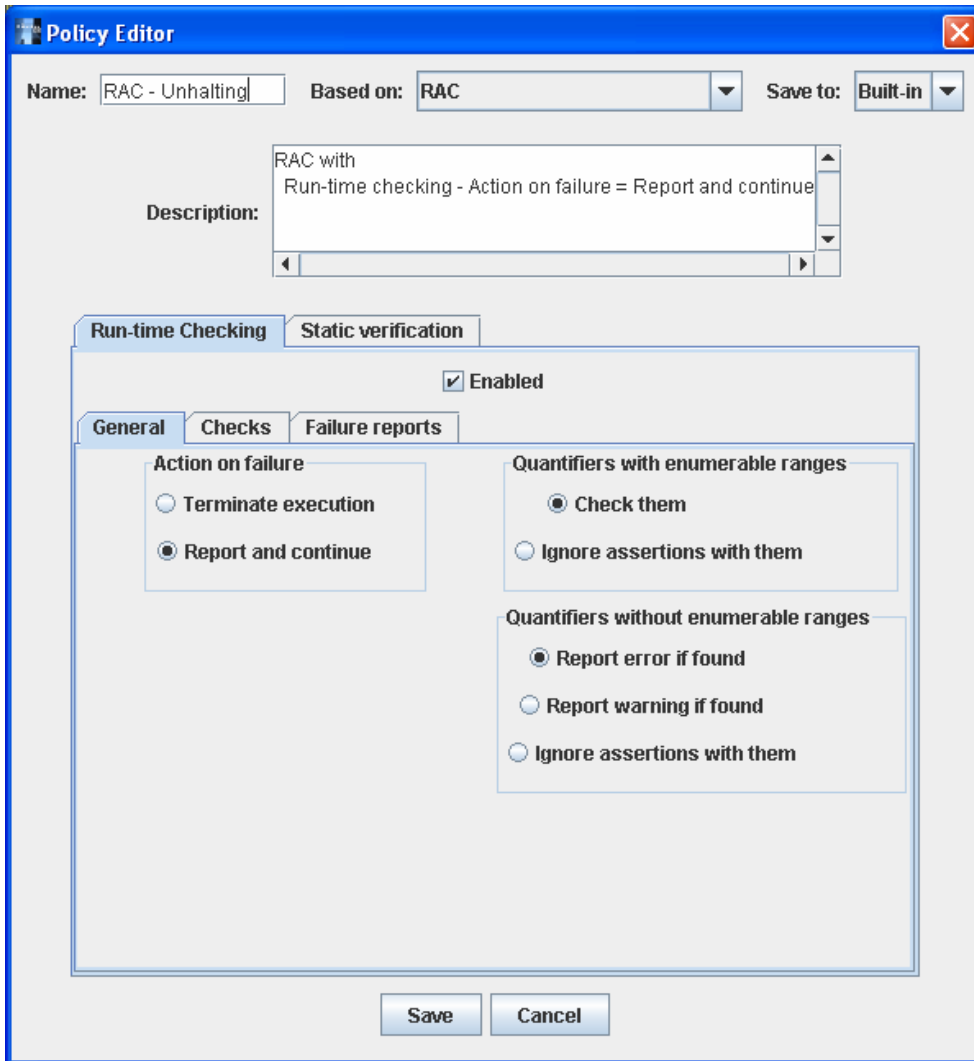 Policy Editor
Name: RAC - Unhalting Based on: RAC Save to: Built-in
Description:
RAC with
Run-time checking - Action on failure = Report and continue
Run-time Checking Static verification
Enabled
General Checks Failure reports
Action on failure
Terminate execution
Report and continue
Quantifiers with enumerable ranges
Check them
Ignore assertions with them
Quantifiers without enumerable ranges
Report error if found
Report warning if found
Ignore assertions with them
Save Cancel